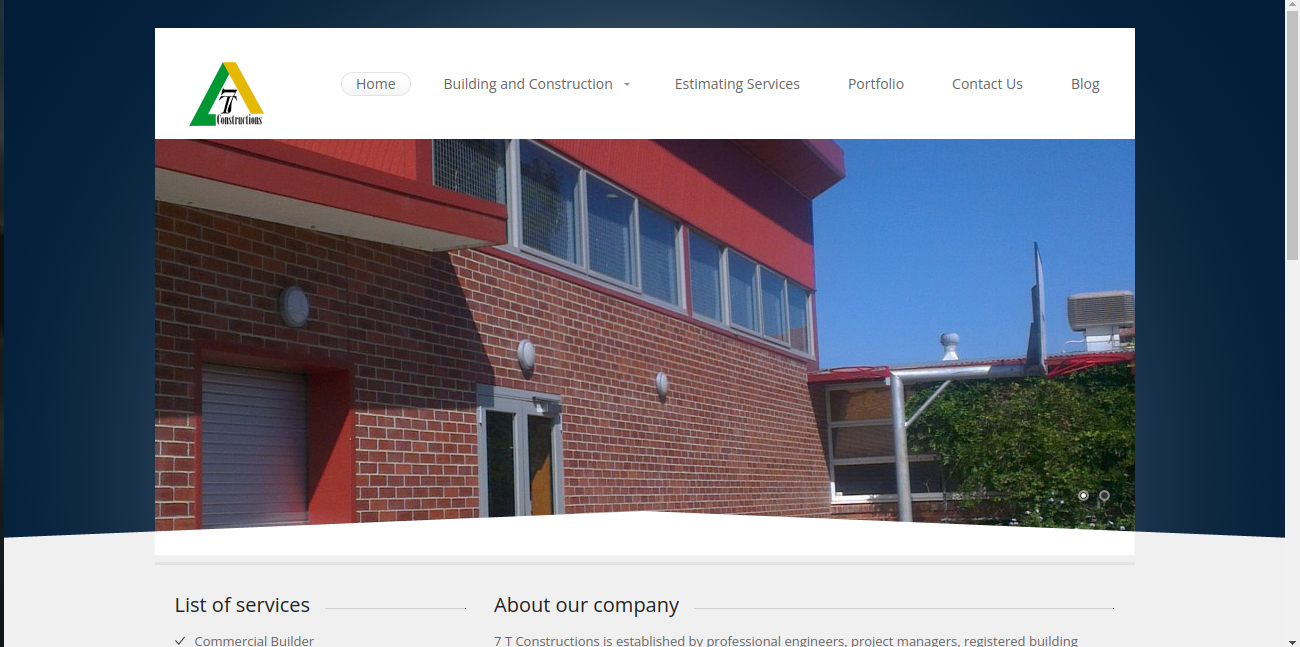 7T
Constructions
Home
Building and Construction
Estimating Services
Portfolio
Contact Us
Blog
List of services
About our company
Commercial Builder
7 T Constructions is established by professional engineers, project managers, registered building